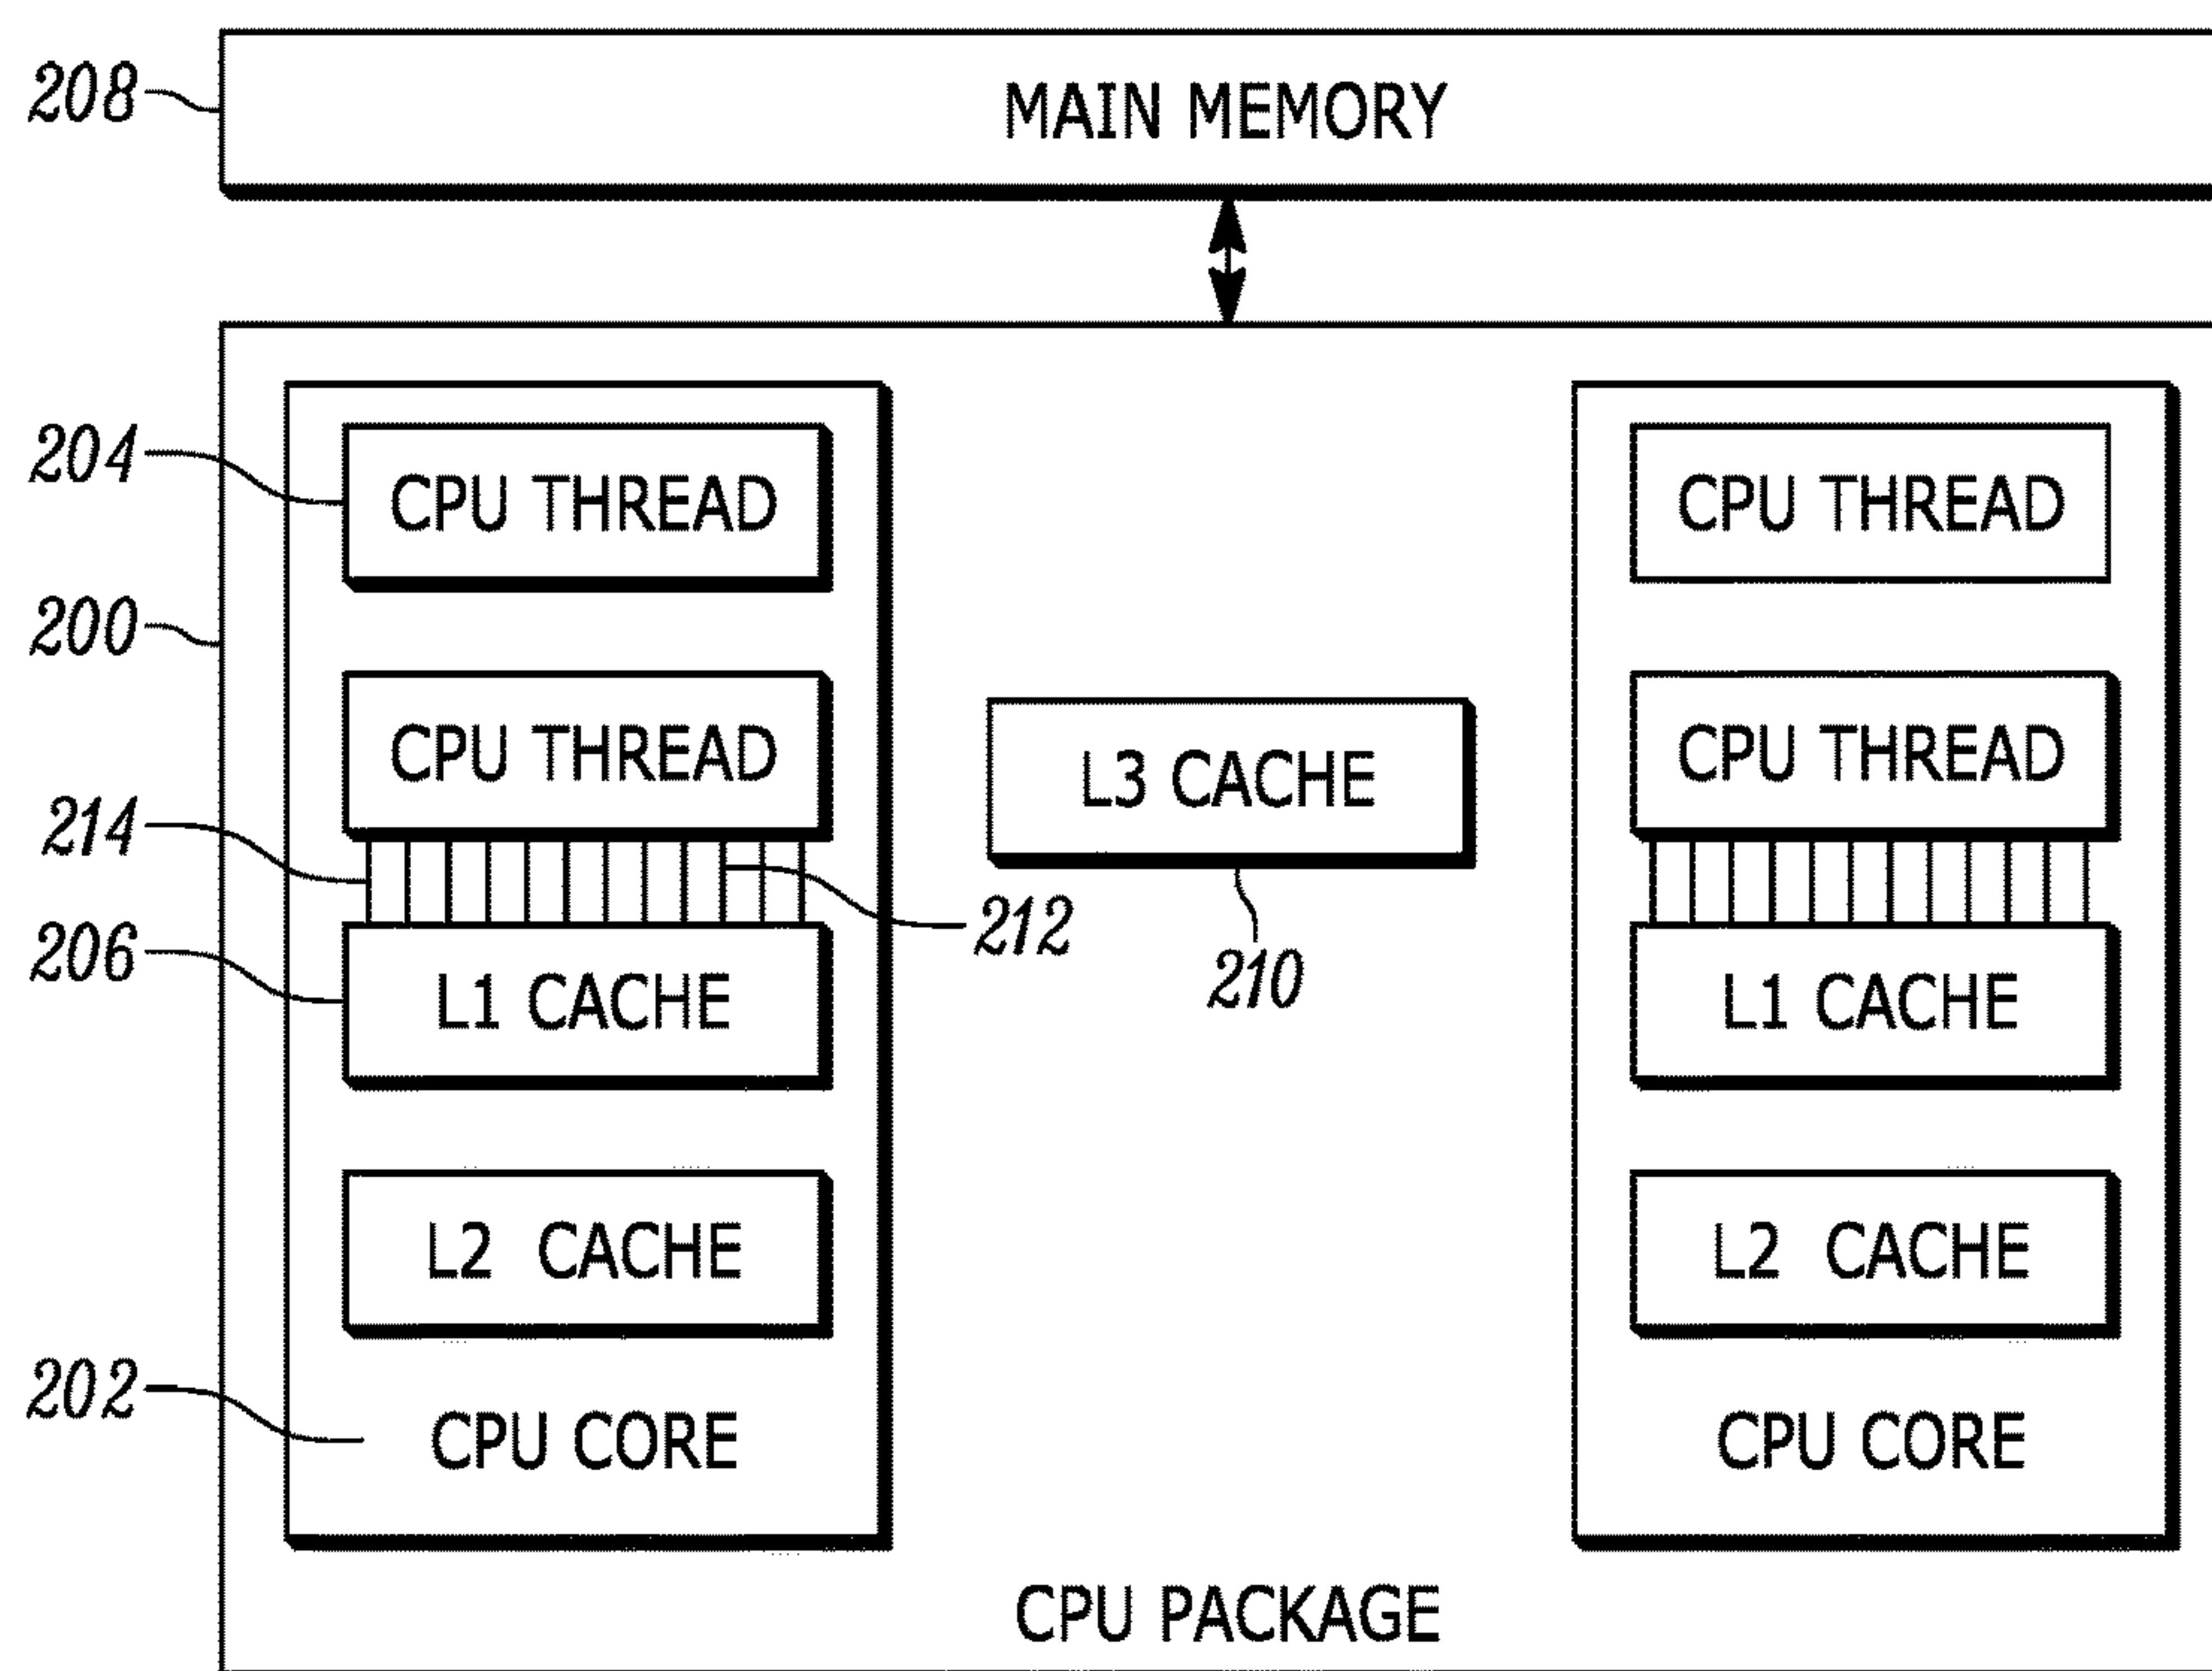 208
MAIN MEMORY
204
CPU THREAD
CPU THREAD
200
CPU THREAD
L3 CACHE
CPU THREAD
214
212
210
206
L1 CACHE
L1 CACHE
L2 CACHE
L2 CACHE
202
CPU CORE
CPU CORE
CPU PACKAGE